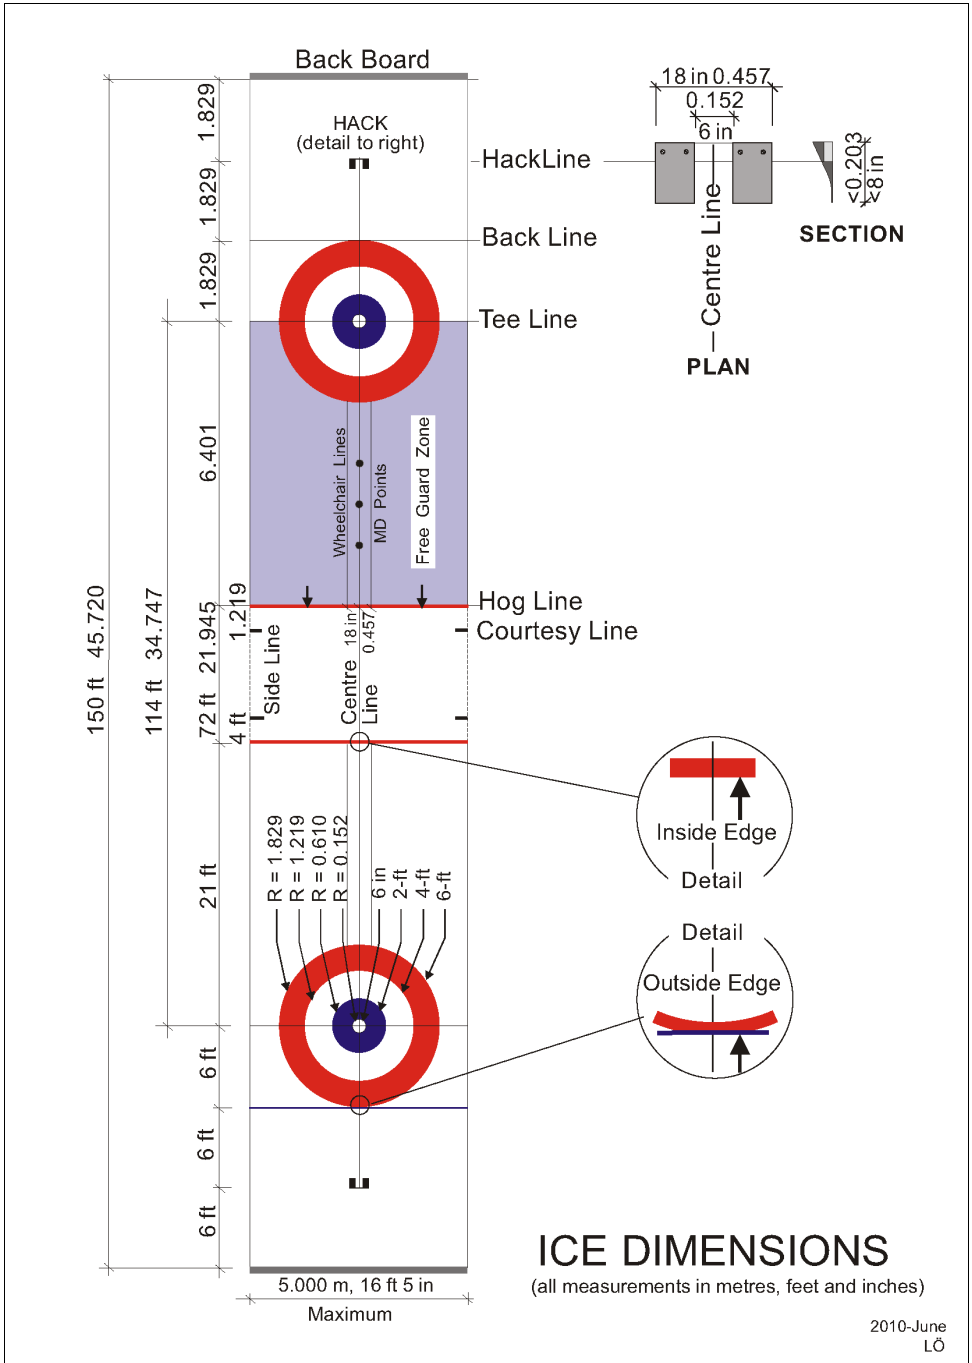 Back Board
HACK
(detail to right)
HackLine
Back Line
Tee Line
Hog Line
Courtesy Line
18 in 0.457
0.152
6 in
Centre Line
PLAN
<0.203
<8 in
SECTION
1.829
1.829
1.829
6.401
150 ft 45.720
114 ft 34.747
72 ft 21.945
4 ft
1.219
21 ft
6 ft
6 ft
6 ft
Wheelchair Lines
MD Points
Free Guard Zone
Side Line
Centre
Line
18 in
0.457
R = 1.829
R = 1.219
R = 0.610
R = 0.152
6 in
2-ft
4-ft
6-ft
Inside Edge
Detail
Detail
Outside Edge
5.000 m, 16 ft 5 in
Maximum
ICE DIMENSIONS
(all measurements in metres, feet and inches)
2010-June
LÖ